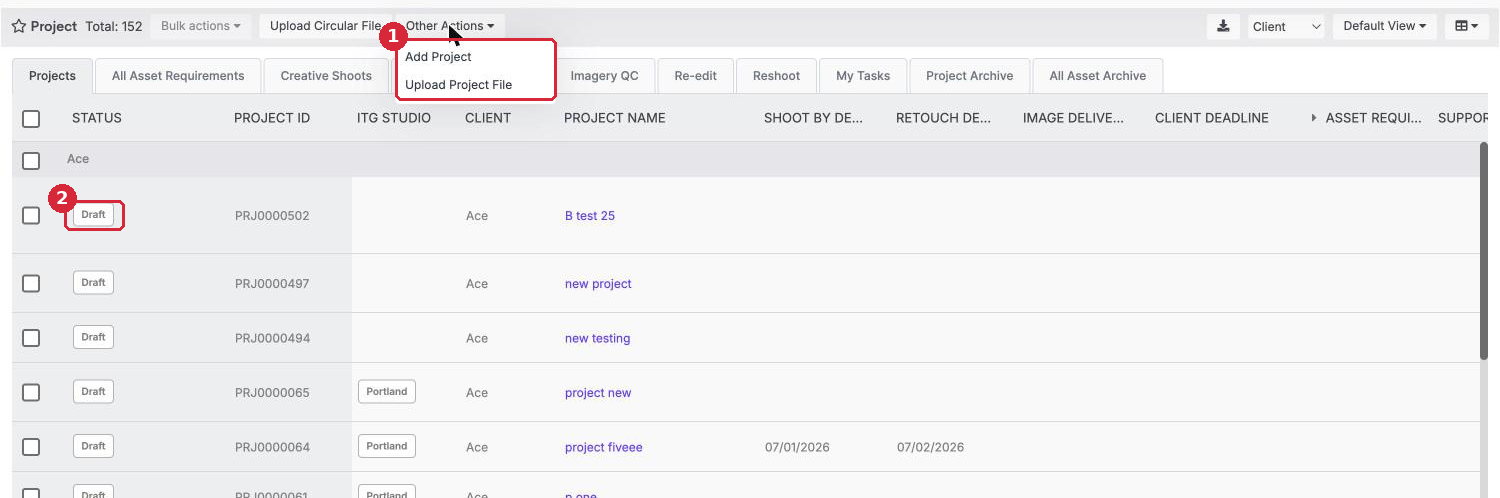 Project Total: 152 Bulk actions Upload Circular File Other Actions Client Default View
1
Add Project
Upload Project File
Projects All Asset Requirements Creative Shoots Imagery QC Re-edit Reshoot My Tasks Project Archive All Asset Archive
STATUS PROJECT ID ITG STUDIO CLIENT PROJECT NAME SHOOT BY DE... RETOUCH DE... IMAGE DELIVE... CLIENT DEADLINE ASSET REQUI... SUPPOR
Ace
2
Draft PRJ0000502 Ace B test 25
Draft PRJ0000497 Ace new project
Draft PRJ0000494 Ace new testing
Draft PRJ0000065 Portland Ace project new
Draft PRJ0000064 Portland Ace project fiveee 07/01/2026 07/02/2026
Draft PRJ0000061 Portland Ace p one